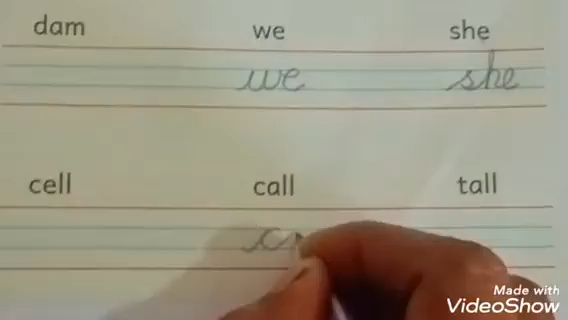 dam we she
we she
cell call tall
c
Made with
VideoShow